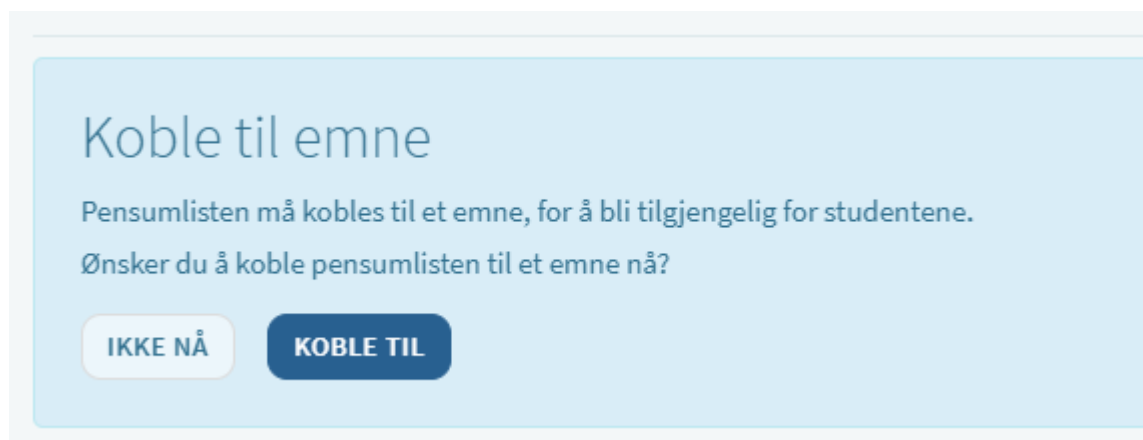 Koble til emne
Pensumlisten må kobles til et emne, for å bli tilgjengelig for studentene.
Ønsker du å koble pensumlisten til et emne nå?
IKKE NÅ KOBLE TIL